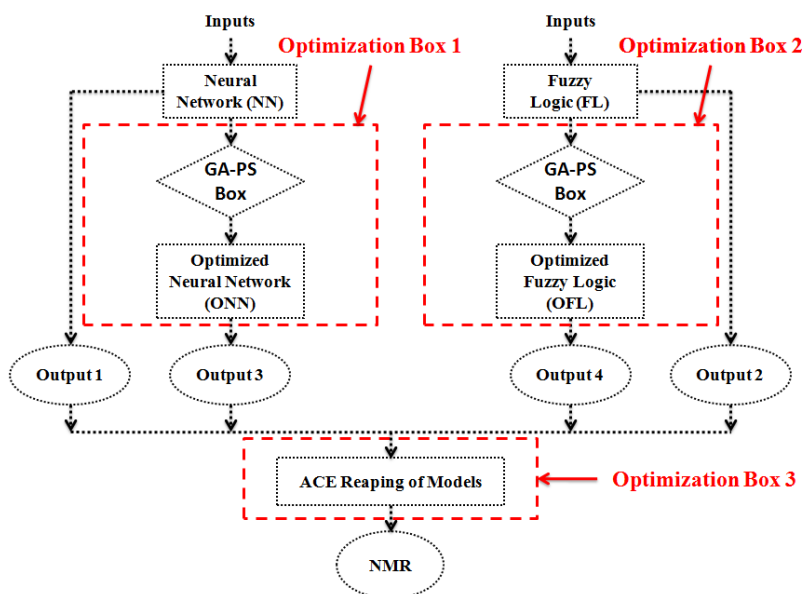 Inputs
Inputs
Optimization Box 1
Optimization Box 2
Neural
Network (NN)
Fuzzy
Logic (FL)
GA-PS
Box
GA-PS
Box
Optimized
Neural Network
(ONN)
Optimized
Fuzzy Logic
(OFL)
Output 1
Output 3
Output 4
Output 2
ACE Reaping of Models
Optimization Box 3
NMR